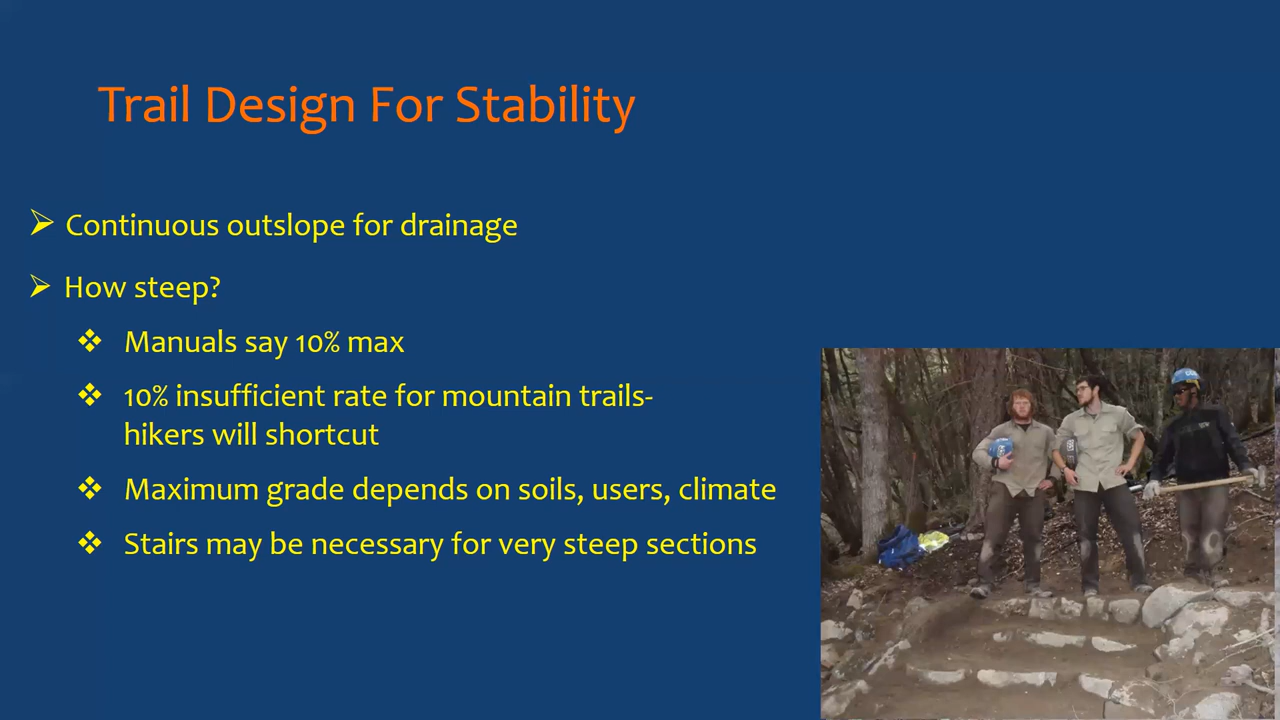 Trail Design For Stability
Continuous outslope for drainage
How steep?
Manuals say 10% max
10% insufficient rate for mountain trails-
hikers will shortcut
Maximum grade depends on soils, users, climate
Stairs may be necessary for very steep sections